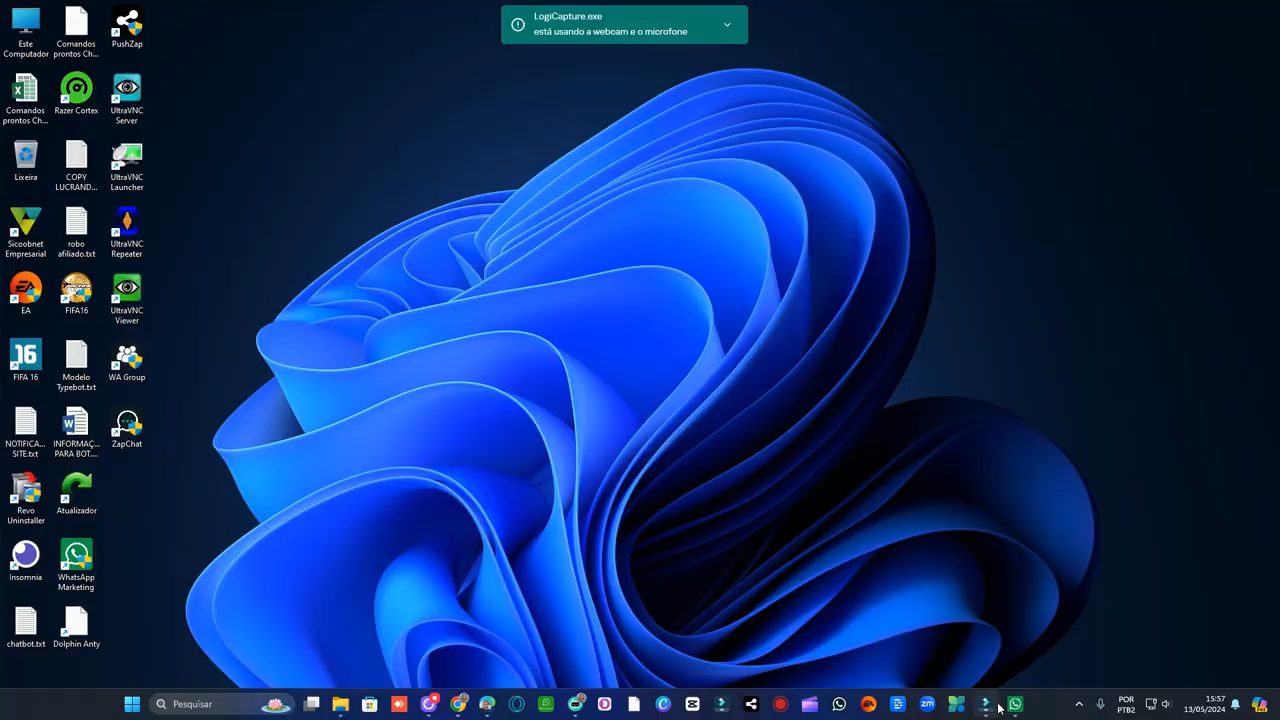 LogiCapture.exe
está usando a webcam e o microfone
Este
Computador
Comandos
prontos Ch...
PushZap
Comandos
prontos Ch...
Razer Cortex
UltraVNC
Server
Lixeira
COPY
LUCRAND...
UltraVNC
Launcher
Sicoobnet
Empresarial
robo
afiliado.txt
UltraVNC
Repeater
EA
FIFA16
UltraVNC
Viewer
16
FIFA 16
Modelo
Typebot.txt
WA Group
NOTIFICA...
SITE.txt
INFORMAÇ...
PARA BOT....
ZapChat
Revo
Uninstaller
Atualizador
Insomnia
WhatsApp
Marketing
chatbot.txt
Dolphin Anty
Pesquisar
zm
POR
PTB2
15:57
13/05/2024